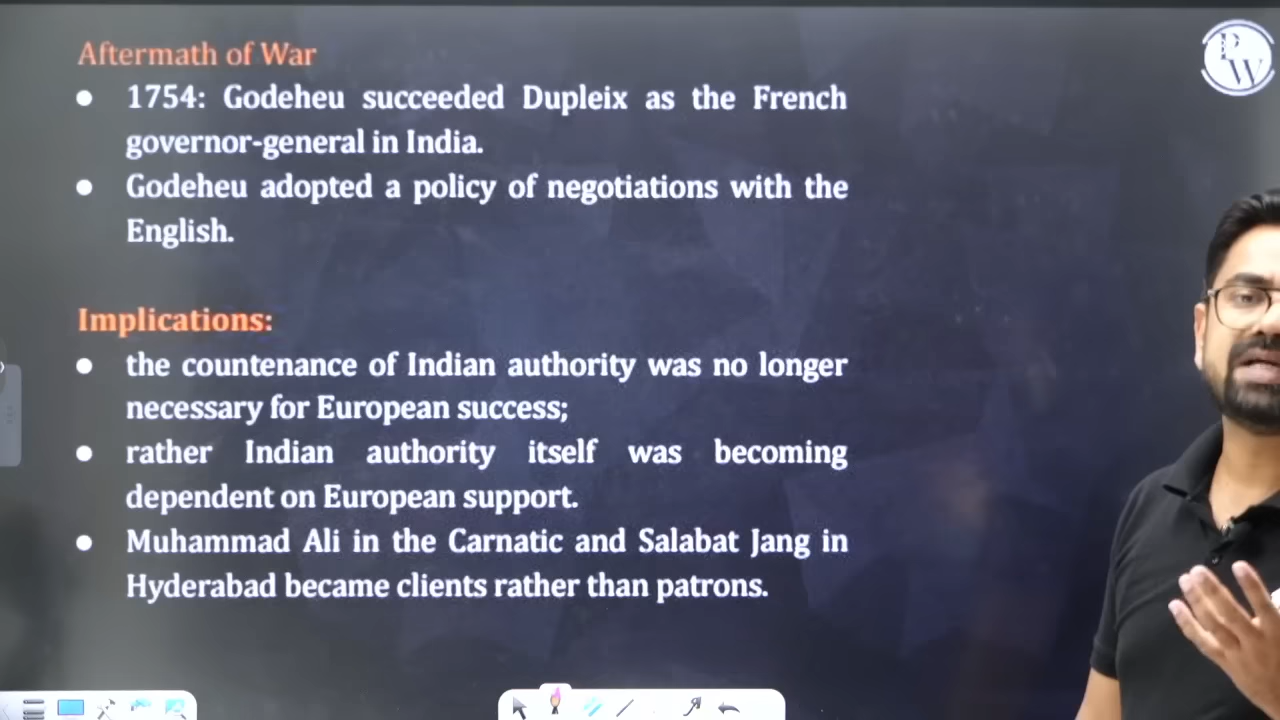 Aftermath of War
● 1754: Godeheu succeeded Dupleix as the French
governor-general in India.
● Godeheu adopted a policy of negotiations with the
English.
Implications:
● the countenance of Indian authority was no longer
necessary for European success;
● rather Indian authority itself was becoming
dependent on European support.
● Muhammad Ali in the Carnatic and Salabat Jang in
Hyderabad became clients rather than patrons.
PW